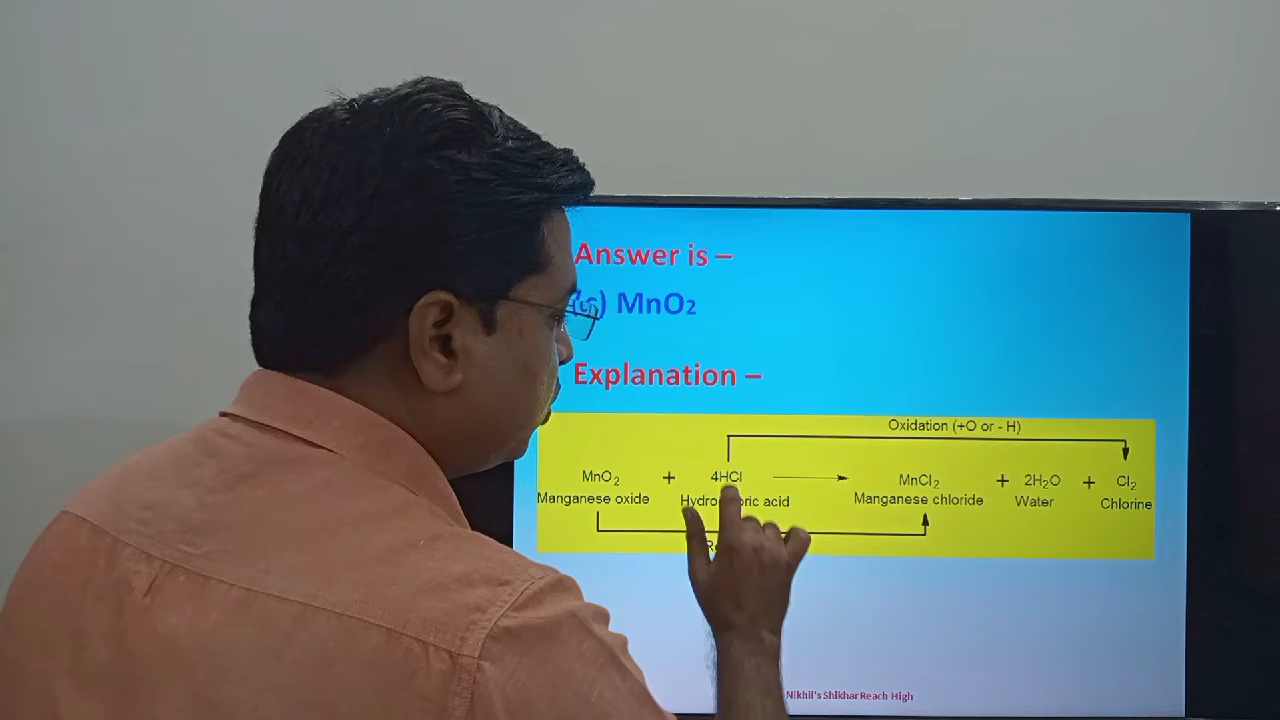 Answer is –
(c) MnO₂
Explanation –
Oxidation (+O or - H)
MnO₂ + 4HCl → MnCl₂ + 2H₂O + Cl₂
Manganese oxide acid Manganese chloride Water Chlorine
Nikhil's Shikhar Reach High